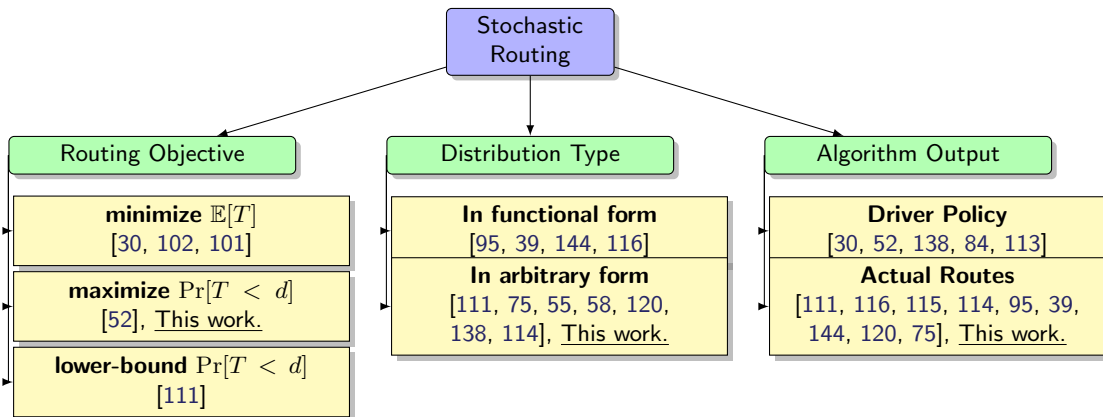 Stochastic
Routing
Routing Objective
minimize 𝔼[T]
[30, 102, 101]
maximize Pr[T < d]
[52], This work.
lower-bound Pr[T < d]
[111]
Distribution Type
In functional form
[95, 39, 144, 116]
In arbitrary form
[111, 75, 55, 58, 120,
138, 114], This work.
Algorithm Output
Driver Policy
[30, 52, 138, 84, 113]
Actual Routes
[111, 116, 115, 114, 95, 39,
144, 120, 75], This work.